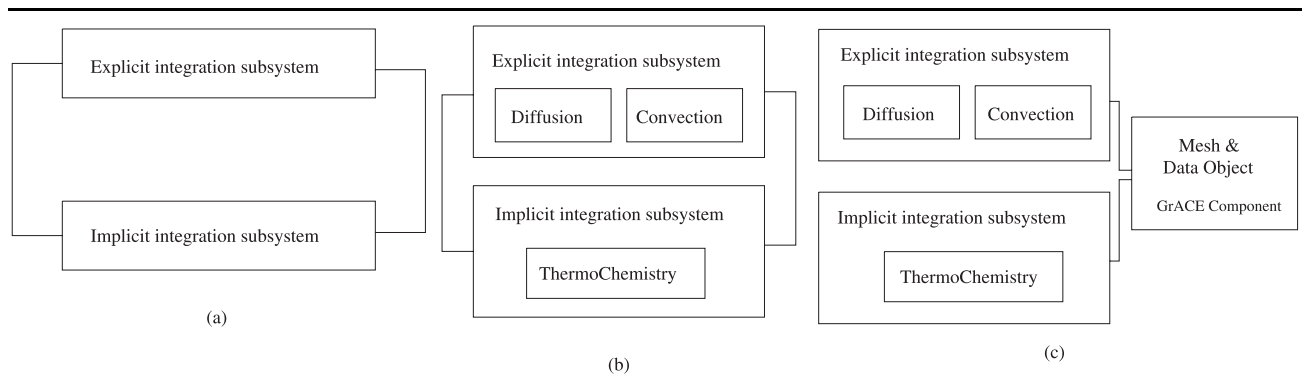 Explicit integration subsystem
Implicit integration subsystem
(a)
Explicit integration subsystem
Diffusion
Convection
Implicit integration subsystem
ThermoChemistry
(b)
Explicit integration subsystem
Diffusion
Convection
Implicit integration subsystem
ThermoChemistry
Mesh &
Data Object
GrACE Component
(c)